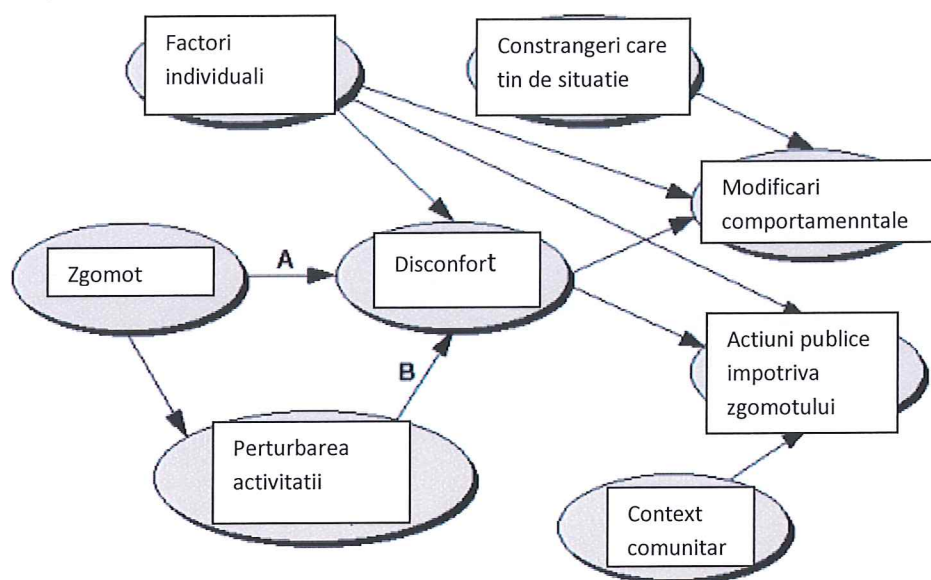 Factori
individuali
Constrangeri care
tin de situatie
Modificari
comportamenntale
Zgomot
A
Disconfort
B
Actiuni publice
impotriva
zgomotului
Perturbarea
activitatii
Context
comunitar